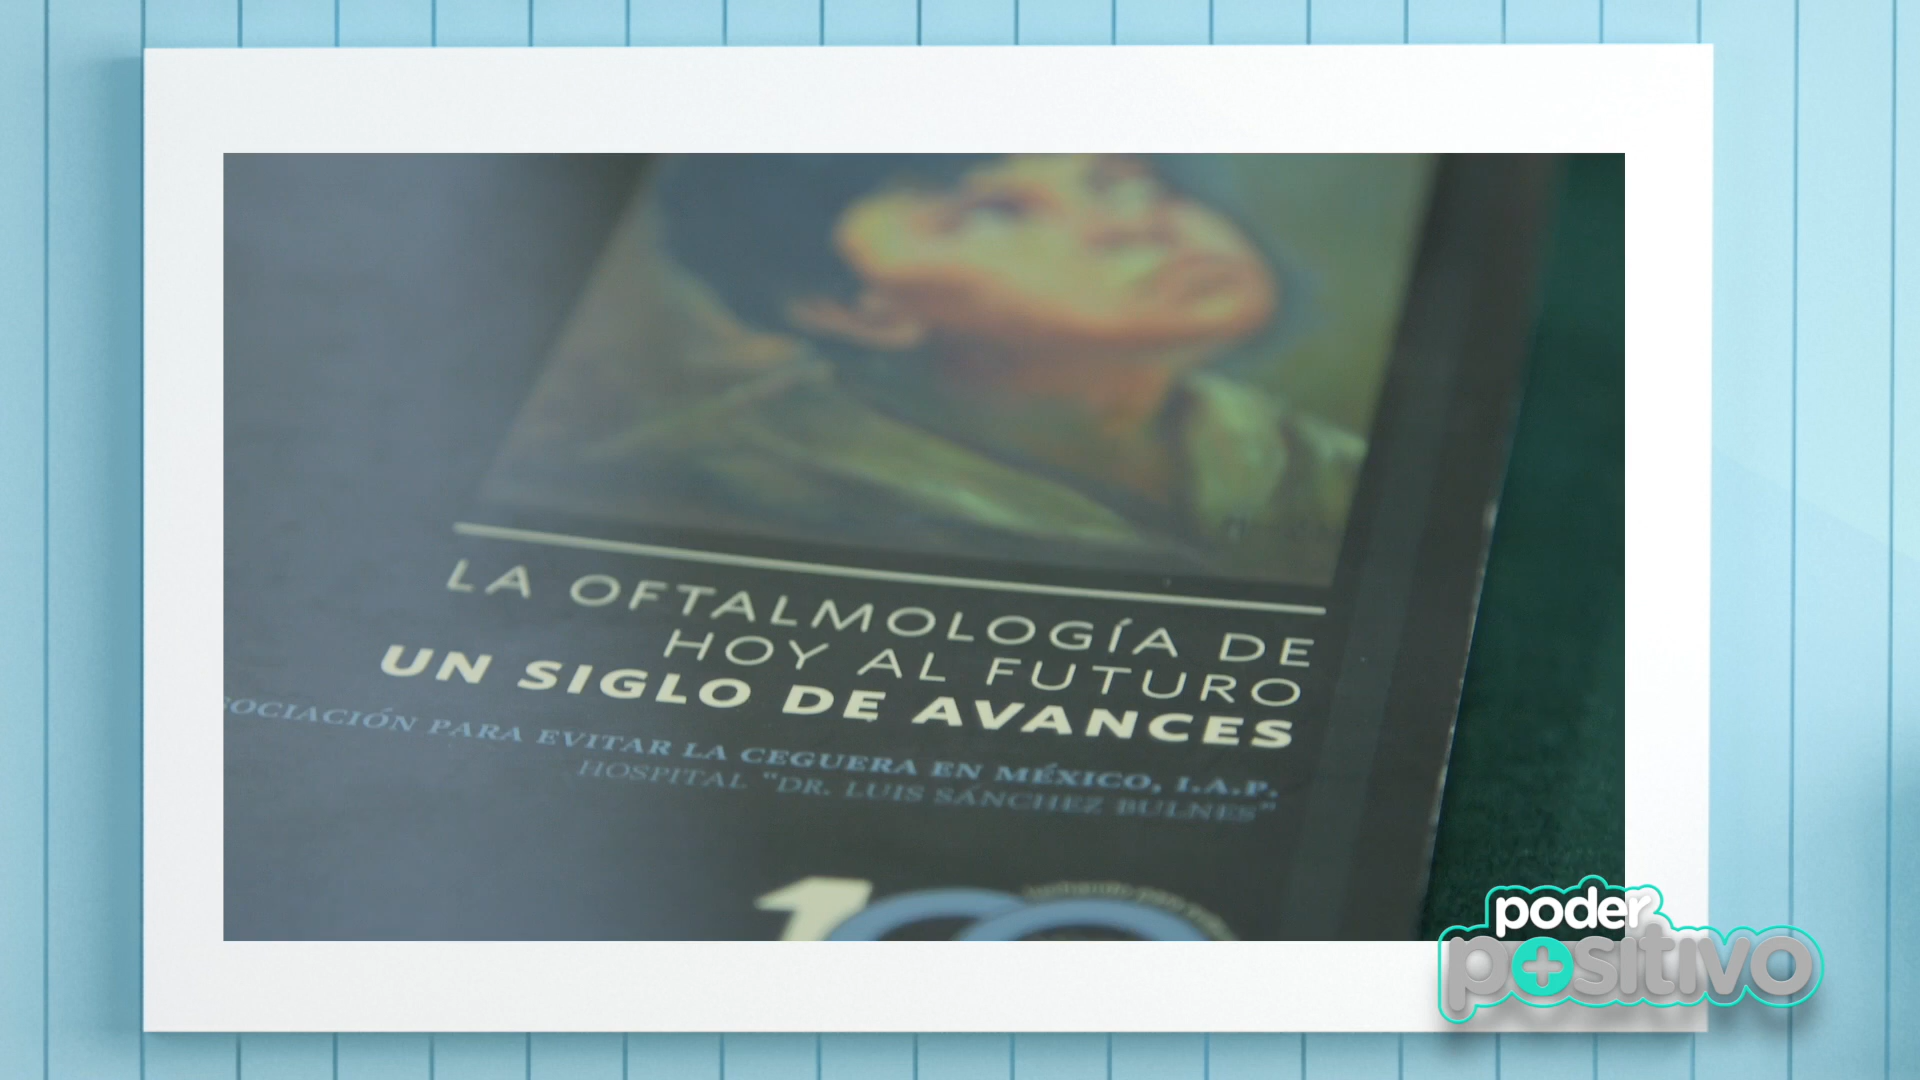 LA OFTALMOLOGÍA DE
HOY AL FUTURO
UN SIGLO DE AVANCES
PARA EVITAR LA CEGUERA EN MÉXICO, I.A.P.
HOSPITAL "DR. LUIS SÁNCHEZ BULNES"
100
poder
positivo